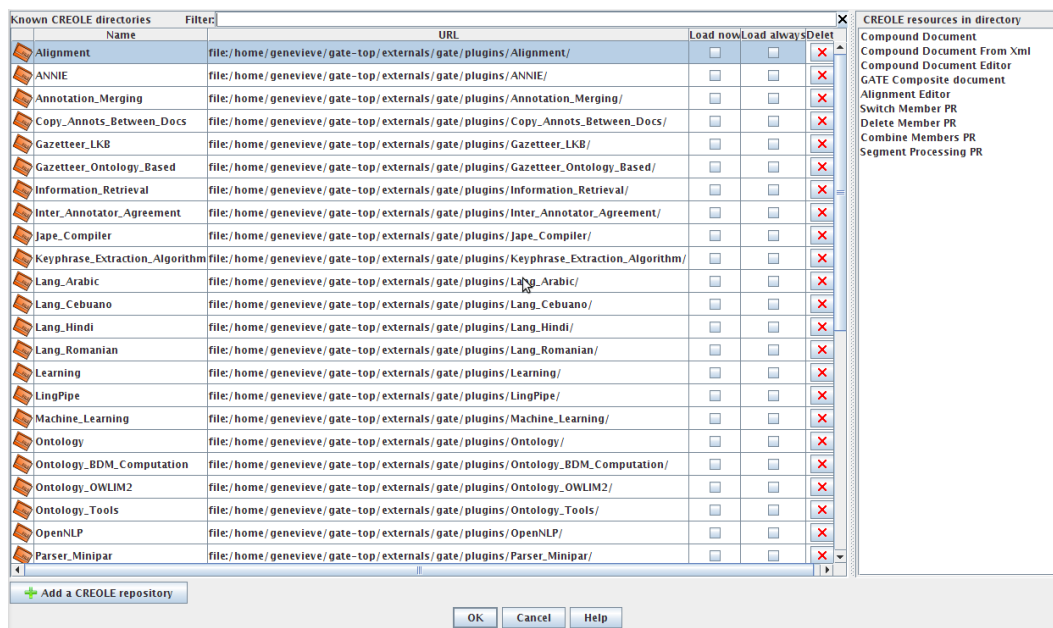 Known CREOLE directories Filter: CREOLE resources in directory
Name URL Load now Load always Delet
Alignment file:/home/genevieve/gate-top/externals/gate/plugins/Alignment/
ANNIE file:/home/genevieve/gate-top/externals/gate/plugins/ANNIE/
Annotation_Merging file:/home/genevieve/gate-top/externals/gate/plugins/Annotation_Merging/
Copy_Annots_Between_Docs file:/home/genevieve/gate-top/externals/gate/plugins/Copy_Annots_Between_Docs/
Gazetteer_LKB file:/home/genevieve/gate-top/externals/gate/plugins/Gazetteer_LKB/
Gazetteer_Ontology_Based file:/home/genevieve/gate-top/externals/gate/plugins/Gazetteer_Ontology_Based/
Information_Retrieval file:/home/genevieve/gate-top/externals/gate/plugins/Information_Retrieval/
Inter_Annotator_Agreement file:/home/genevieve/gate-top/externals/gate/plugins/Inter_Annotator_Agreement/
Jape_Compiler file:/home/genevieve/gate-top/externals/gate/plugins/Jape_Compiler/
Keyphrase_Extraction_Algorithm file:/home/genevieve/gate-top/externals/gate/plugins/Keyphrase_Extraction_Algorithm/
Lang_Arabic file:/home/genevieve/gate-top/externals/gate/plugins/Lang_Arabic/
Lang_Cebuano file:/home/genevieve/gate-top/externals/gate/plugins/Lang_Cebuano/
Lang_Hindi file:/home/genevieve/gate-top/externals/gate/plugins/Lang_Hindi/
Lang_Romanian file:/home/genevieve/gate-top/externals/gate/plugins/Lang_Romanian/
Learning file:/home/genevieve/gate-top/externals/gate/plugins/Learning/
LingPipe file:/home/genevieve/gate-top/externals/gate/plugins/LingPipe/
Machine_Learning file:/home/genevieve/gate-top/externals/gate/plugins/Machine_Learning/
Ontology file:/home/genevieve/gate-top/externals/gate/plugins/Ontology/
Ontology_BDM_Computation file:/home/genevieve/gate-top/externals/gate/plugins/Ontology_BDM_Computation/
Ontology_OWLIM2 file:/home/genevieve/gate-top/externals/gate/plugins/Ontology_OWLIM2/
Ontology_Tools file:/home/genevieve/gate-top/externals/gate/plugins/Ontology_Tools/
OpenNLP file:/home/genevieve/gate-top/externals/gate/plugins/OpenNLP/
Parser_Minipar file:/home/genevieve/gate-top/externals/gate/plugins/Parser_Minipar/
Compound Document
Compound Document From Xml
Compound Document Editor
GATE Composite document
Alignment Editor
Switch Member PR
Delete Member PR
Combine Members PR
Segment Processing PR
Add a CREOLE repository
OK Cancel Help